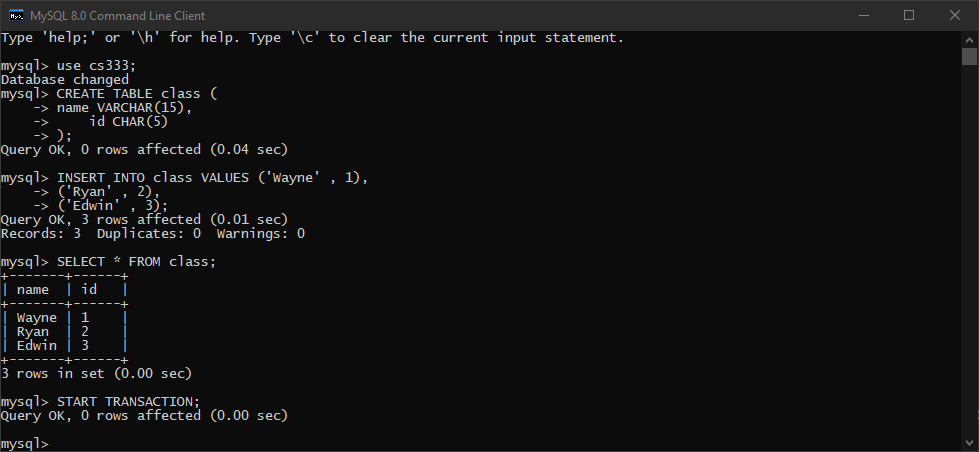 MySQL 8.0 Command Line Client
Type 'help;' or '\h' for help. Type '\c' to clear the current input statement.
mysql> use cs333;
Database changed
mysql> CREATE TABLE class (
    -> name VARCHAR(15),
    ->     id CHAR(5)
    -> );
Query OK, 0 rows affected (0.04 sec)
mysql> INSERT INTO class VALUES ('Wayne' , 1),
    -> ('Ryan' , 2),
    -> ('Edwin' , 3);
Query OK, 3 rows affected (0.01 sec)
Records: 3  Duplicates: 0  Warnings: 0
mysql> SELECT * FROM class;
+-------+------+
| name  | id   |
+-------+------+
| Wayne | 1    |
| Ryan  | 2    |
| Edwin | 3    |
+-------+------+
3 rows in set (0.00 sec)
mysql> START TRANSACTION;
Query OK, 0 rows affected (0.00 sec)
mysql>